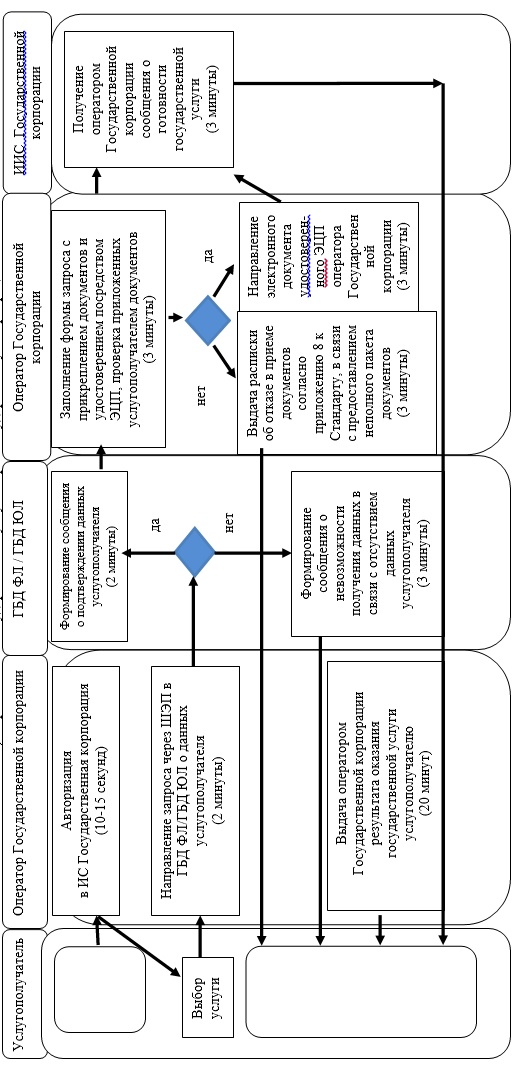 Услугополучатель
Оператор Государственной корпорации
ГБД ФЛ / ГБД ЮЛ
Оператор Государственной
корпорации
ИИС Государственной
корпорации
Авторизация
в ИС Государственная корпорация
(10-15 секунд)
Выбор
услуги
Направление запроса через ШЭП в
ГБД ФЛ/ГБД ЮЛ о данных
услугополучателя
(2 минуты)
Формирование сообщения
о подтверждении данных
услугополучателя
(2 минуты)
да
нет
Формирование
сообщения о
невозможности
получения данных в
связи с отсутствием
данных
услугополучателя
(3 минуты)
Заполнение формы запроса с
прикреплением документов и
удостоверением посредством
ЭЦП, проверка приложенных
услугополучателем документов
(3 минуты)
нет
да
Выдача расписки
об отказе в приеме
документов
согласно
приложению 8 к
Стандарту, в связи
с предоставлением
неполного пакета
документов
(3 минуты)
Направление
электронного
документа
удостоверен-
ного ЭЦП
оператора
Государствен
ной
корпорации
(3 минуты)
Получение
оператором
Государственной
корпорации
сообщения о
готовности
государственной
услуги
(3 минуты)
Выдача оператором
Государственной корпорации
результата оказания
государственной услуги
услугополучателю
(20 минут)